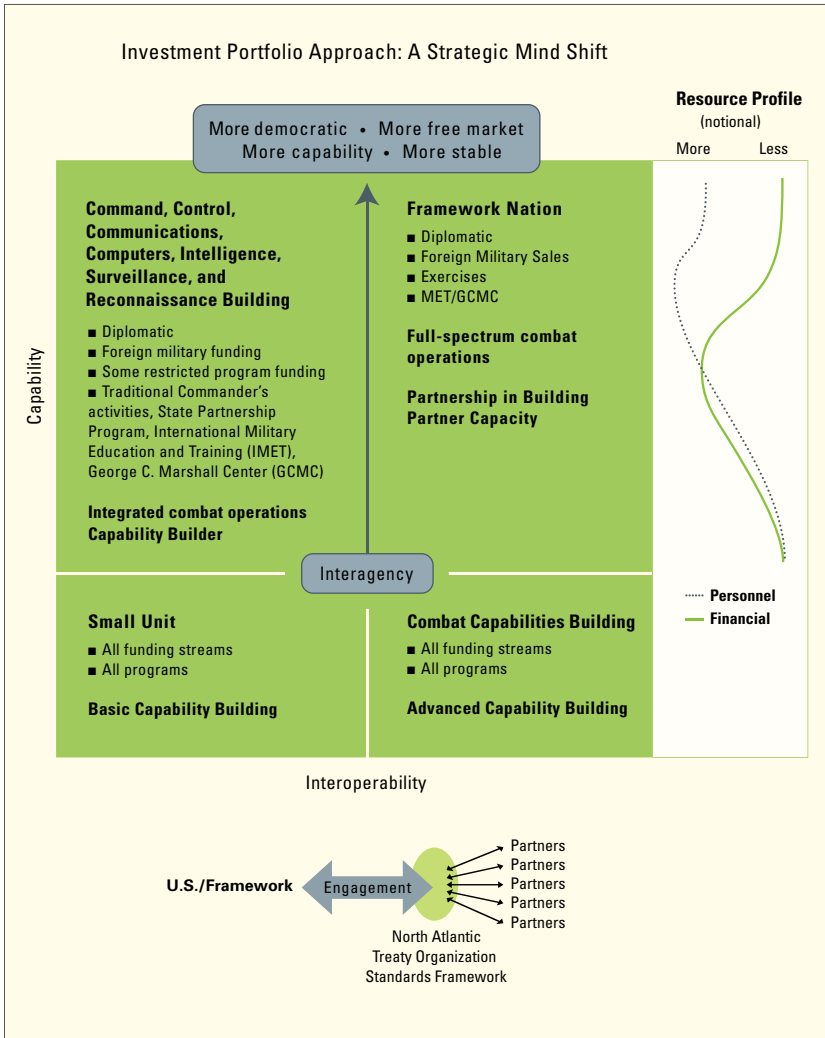 Investment Portfolio Approach: A Strategic Mind Shift
More democratic • More free market
More capability • More stable
Resource Profile
(notional)
More Less
Capability
Command, Control,
Communications,
Computers, Intelligence,
Surveillance, and
Reconnaissance Building
■ Diplomatic
■ Foreign military funding
■ Some restricted program funding
■ Traditional Commander's
activities, State Partnership
Program, International Military
Education and Training (IMET),
George C. Marshall Center (GCMC)
Integrated combat operations
Capability Builder
Framework Nation
■ Diplomatic
■ Foreign Military Sales
■ Exercises
■ MET/GCMC
Full-spectrum combat
operations
Partnership in Building
Partner Capacity
Interagency
Personnel
Financial
Small Unit
■ All funding streams
■ All programs
Basic Capability Building
Combat Capabilities Building
■ All funding streams
■ All programs
Advanced Capability Building
Interoperability
U.S./Framework
Engagement
Partners
Partners
Partners
Partners
Partners
North Atlantic
Treaty Organization
Standards Framework